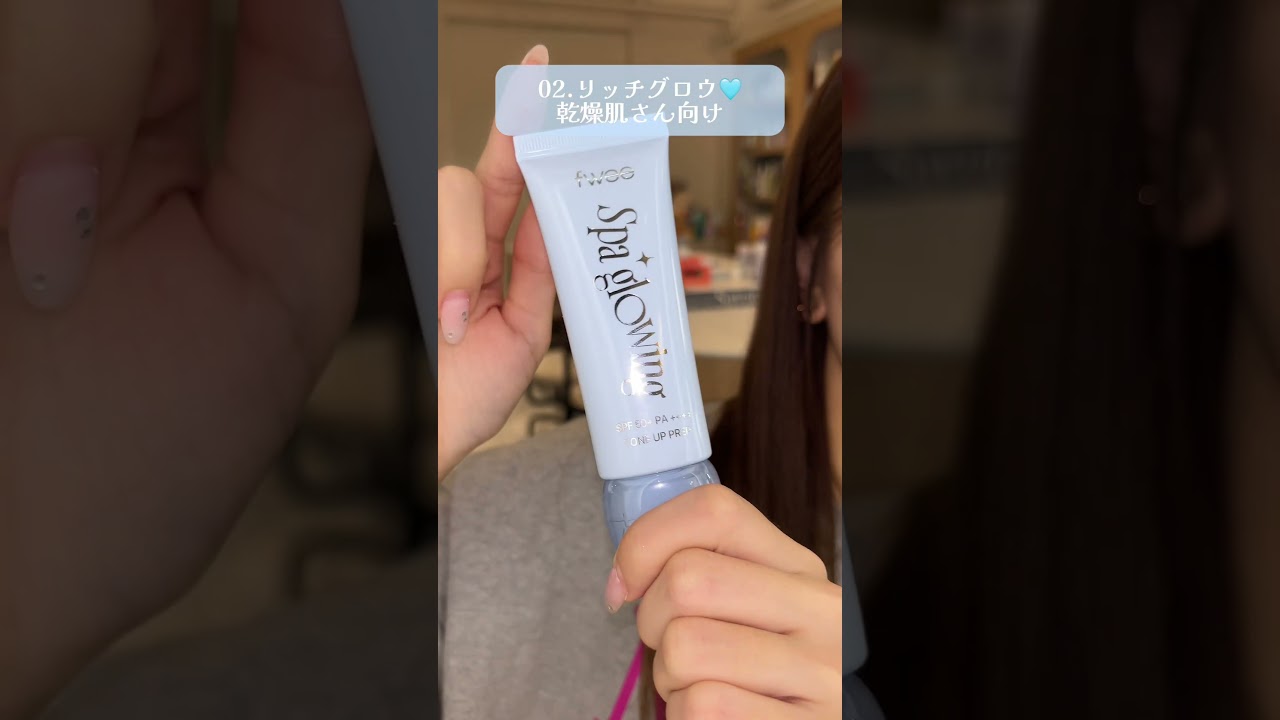 02.リッチグロウ🩵
乾燥肌さん向け
fwee
Spa glowing